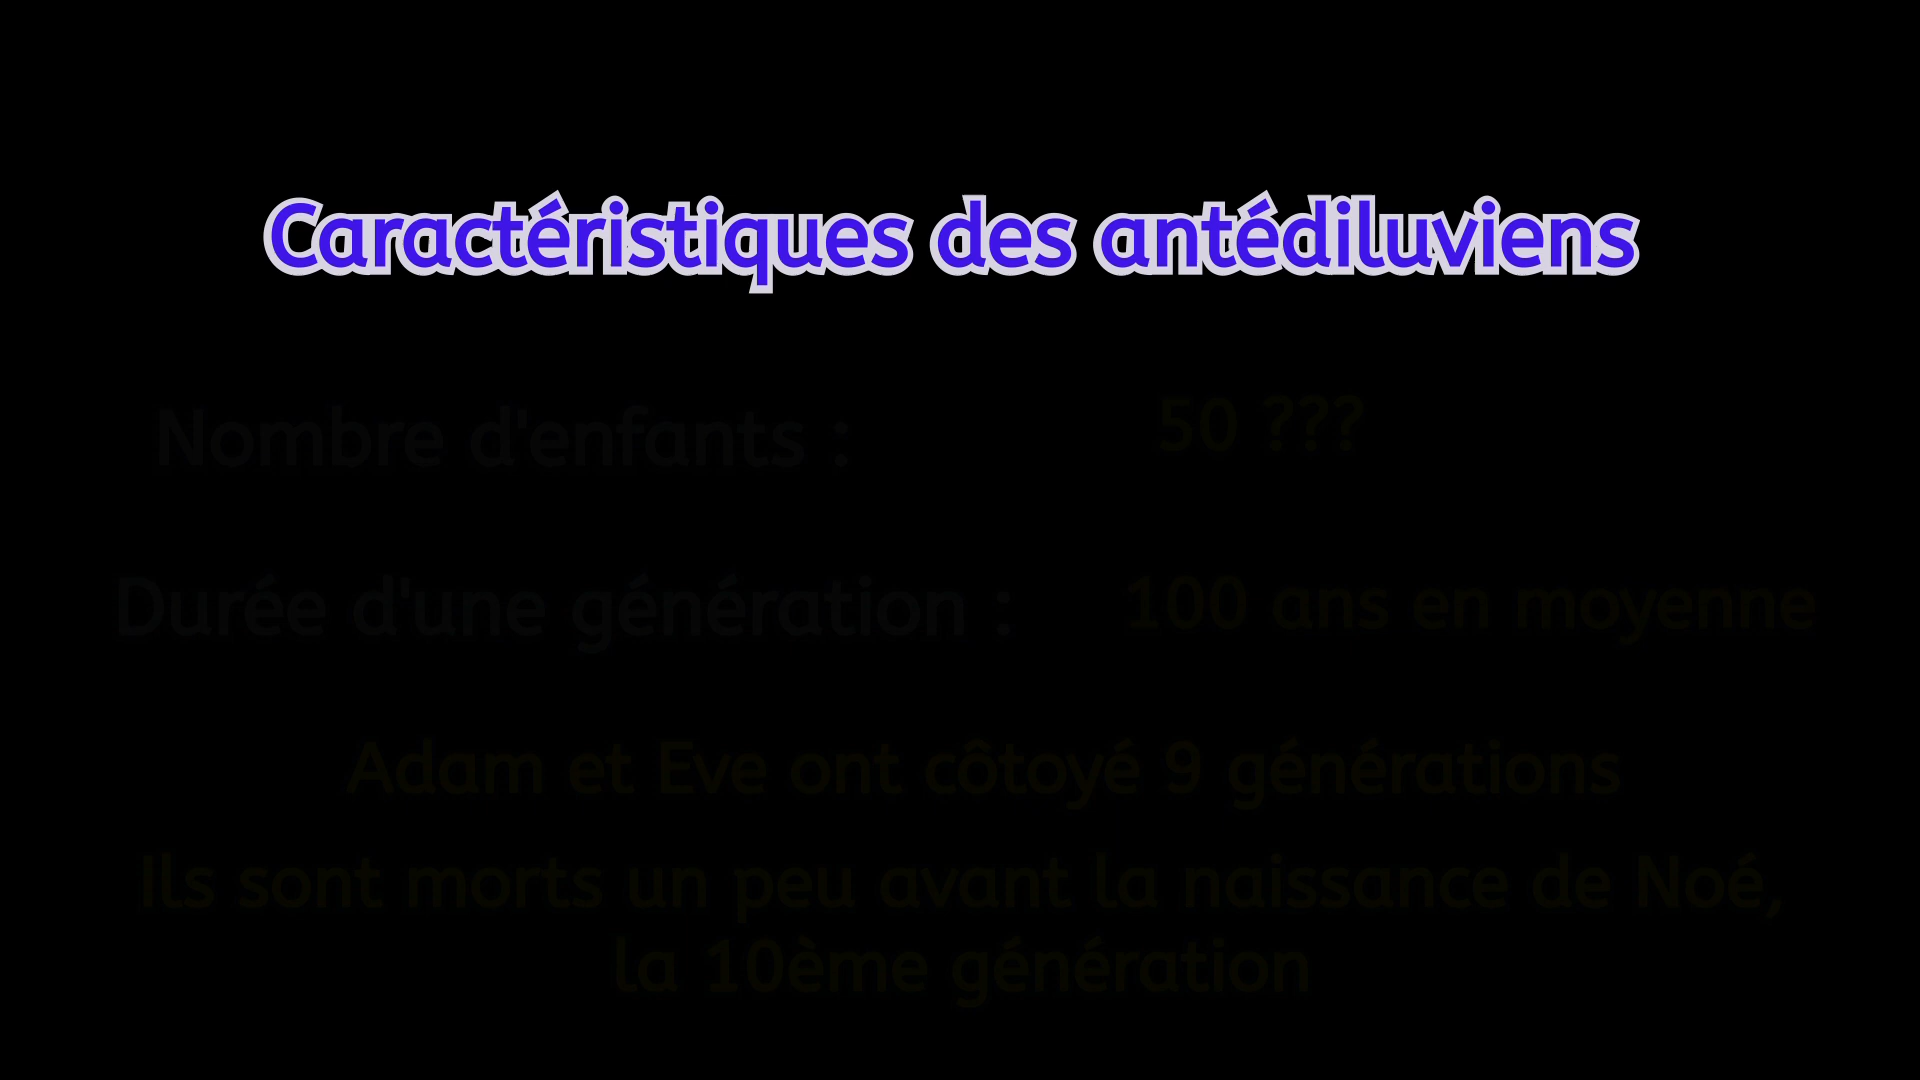 Caractéristiques des antédiluviens
Nombre d'enfants :
50 ???
Durée d'une génération :
100 ans en moyenne
Adam et Eve ont côtoyé 9 générations
Ils sont morts un peu avant la naissance de Noé,
la 10ème génération